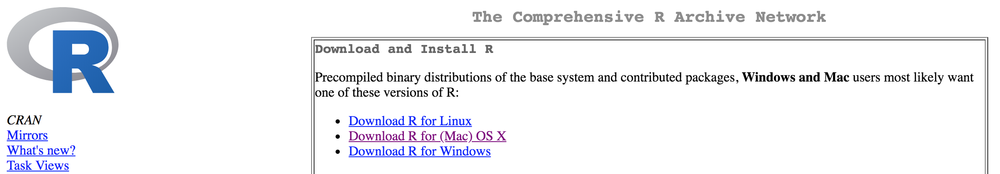 R
The Comprehensive R Archive Network
CRAN
Mirrors
What's new?
Task Views
Download and Install R
Precompiled binary distributions of the base system and contributed packages, Windows and Mac users most likely want
one of these versions of R:
Download R for Linux
Download R for (Mac) OS X
Download R for Windows